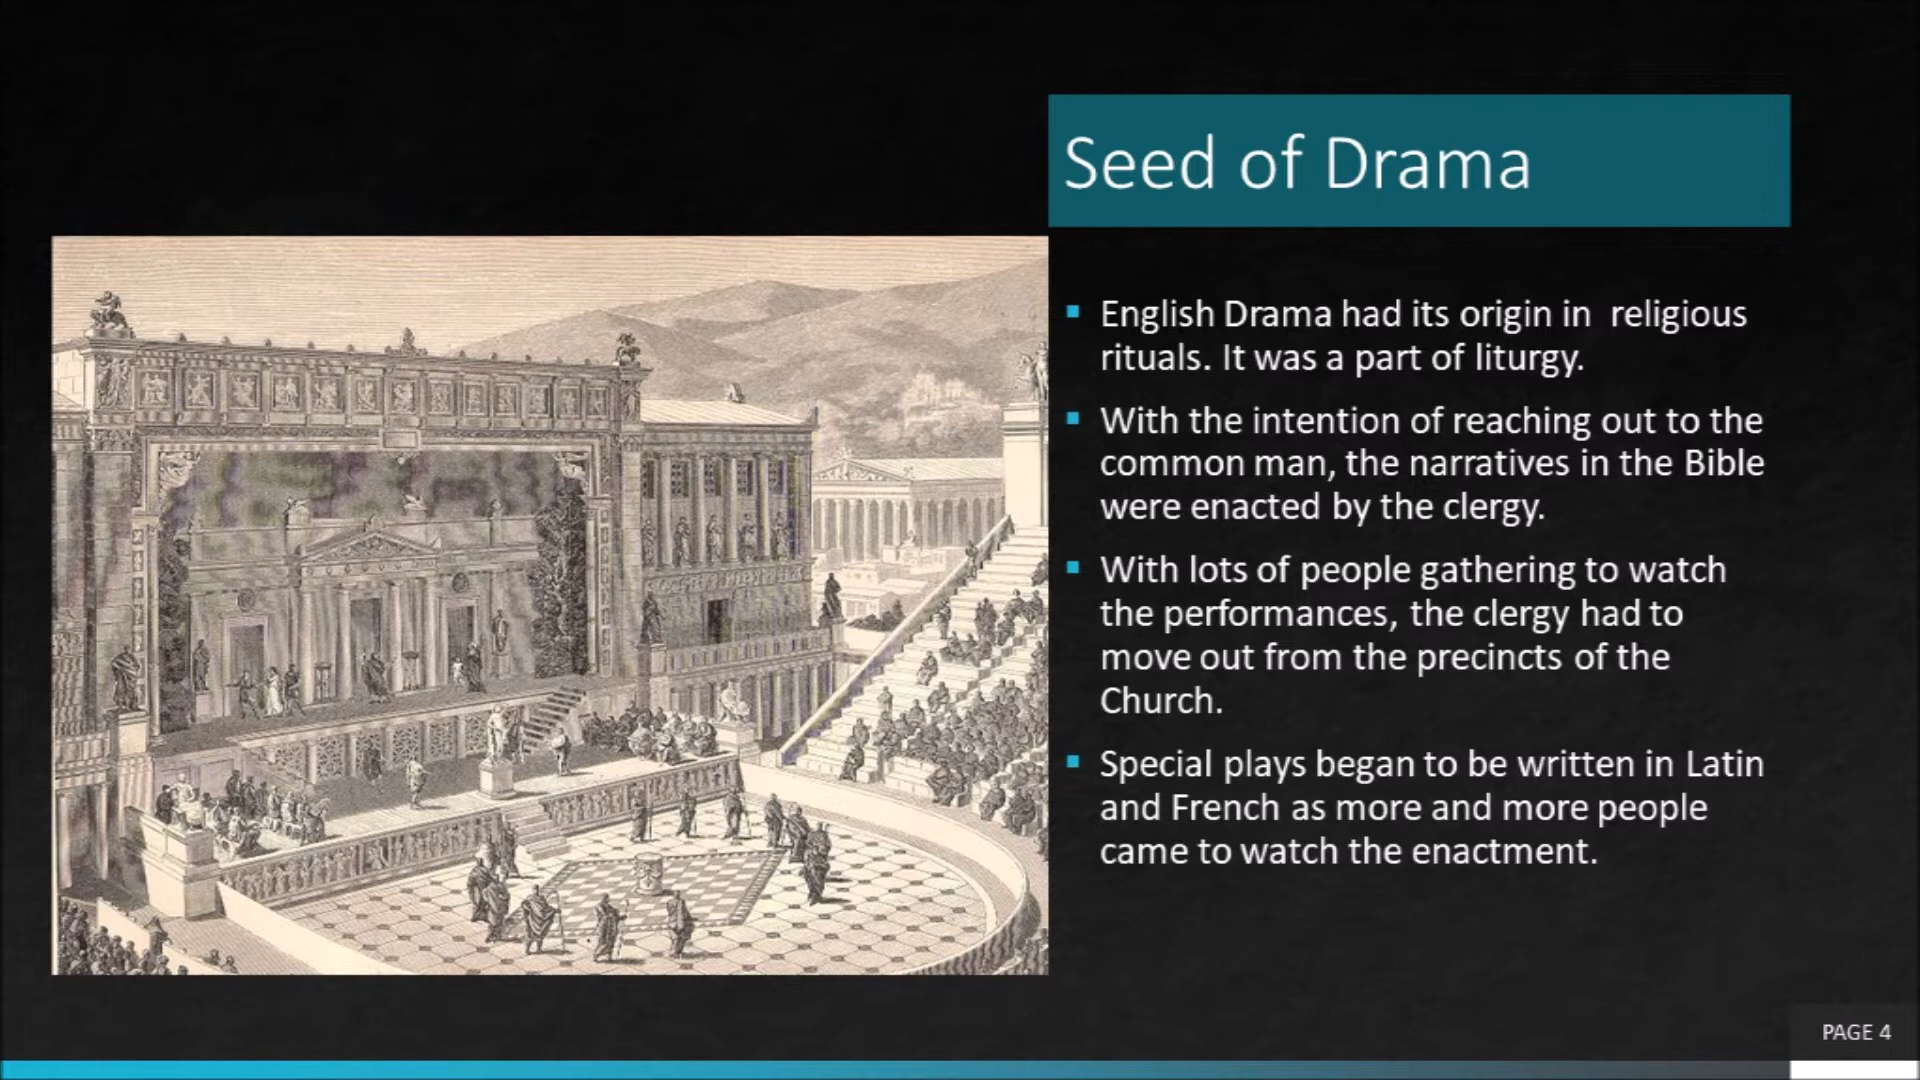 Seed of Drama
English Drama had its origin in  religious
rituals. It was a part of liturgy.
With the intention of reaching out to the
common man, the narratives in the Bible
were enacted by the clergy.
With lots of people gathering to watch
the performances, the clergy had to
move out from the precincts of the
Church.
Special plays began to be written in Latin
and French as more and more people
came to watch the enactment.
PAGE 4